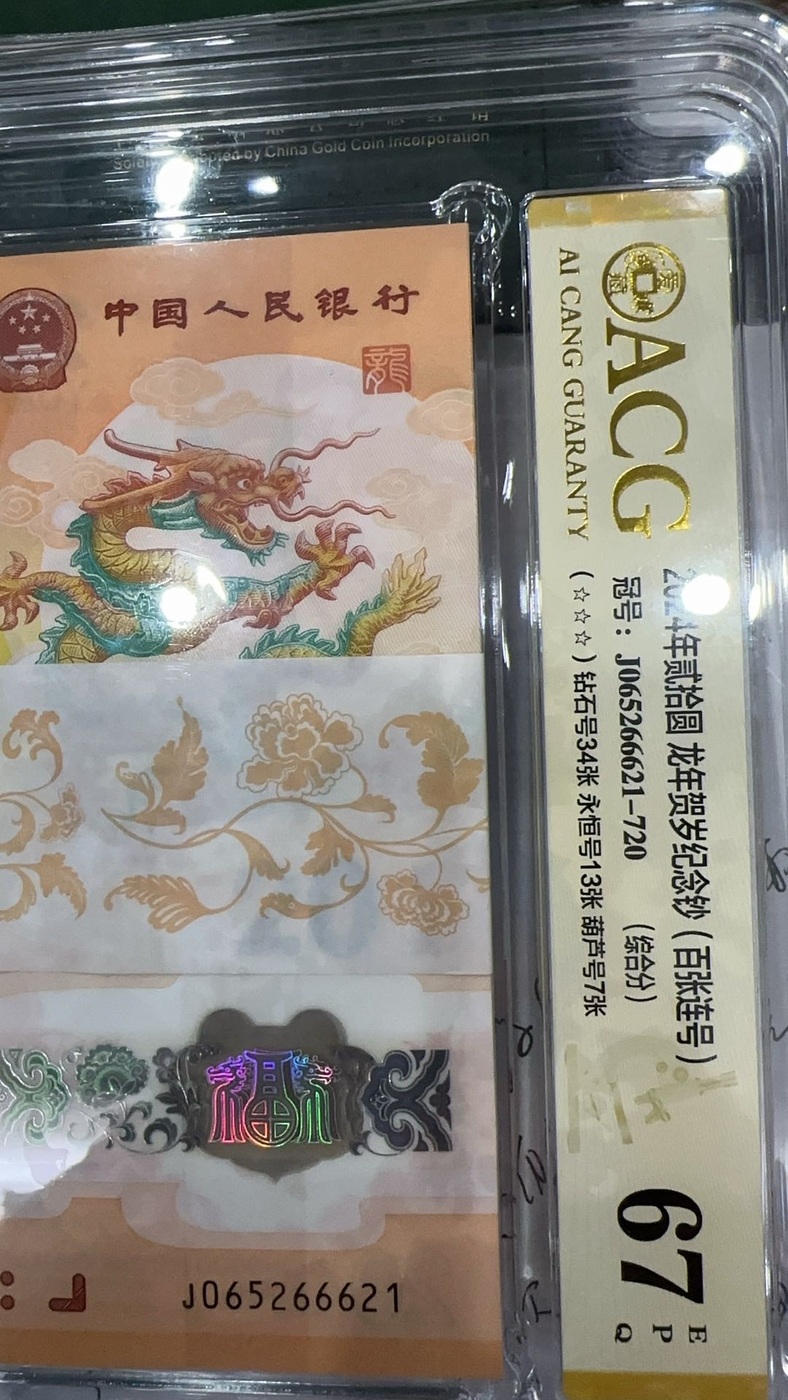 by China Gold Coin Incorporation
中国人民银行
龍
福
J065266621
ACG
AI CANG GUARANTY
年贰拾圆 龙年贺岁纪念钞（百张连号）
冠号：J065266621-720 （综合分）
（☆☆☆）钻石号34张 永恒号13张 葫芦号7张
67
E
P
Q